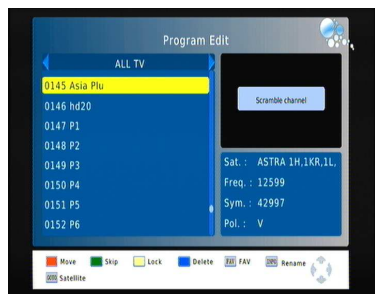 Program Edit
ALL TV
0145 Asia Plu
0146 hd20
0147 P1
0148 P2
0149 P3
0150 P4
0151 P5
0152 P6
Scramble channel
Sat. : ASTRA 1H,1KR,1L,
Freq. : 12599
Sym. : 42997
Pol. : V
Move Skip Lock Delete FAV FAV Rename
GOTO Satellite